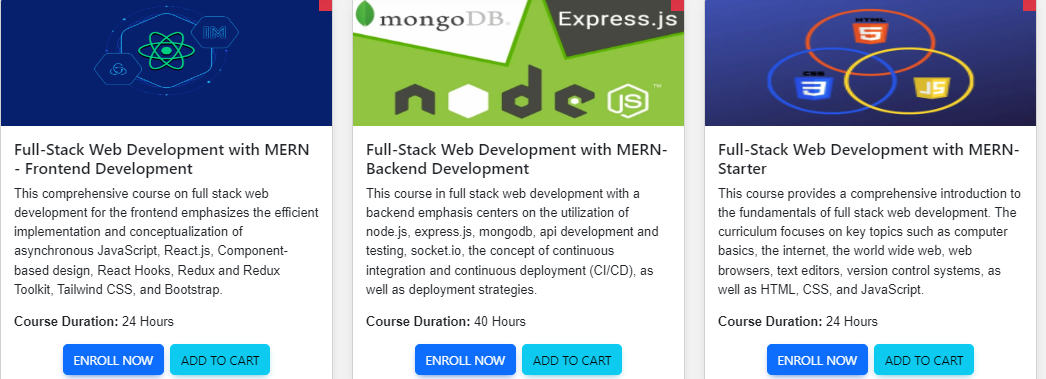 mongoDB.
Express.js
HTML
5
CSS
3
JS
node
JS
™
Full-Stack Web Development with MERN
- Frontend Development
This comprehensive course on full stack web
development for the frontend emphasizes the efficient
implementation and conceptualization of
asynchronous JavaScript, React.js, Component-
based design, React Hooks, Redux and Redux
Toolkit, Tailwind CSS, and Bootstrap.
Course Duration: 24 Hours
ENROLL NOW
ADD TO CART
Full-Stack Web Development with MERN-
Backend Development
This course in full stack web development with a
backend emphasis centers on the utilization of
node.js, express.js, mongodb, api development and
testing, socket.io, the concept of continuous
integration and continuous deployment (CI/CD), as
well as deployment strategies.
Course Duration: 40 Hours
ENROLL NOW
ADD TO CART
Full-Stack Web Development with MERN-
Starter
This course provides a comprehensive introduction to
the fundamentals of full stack web development. The
curriculum focuses on key topics such as computer
basics, the internet, the world wide web, web
browsers, text editors, version control systems, as
well as HTML, CSS, and JavaScript.
Course Duration: 24 Hours
ENROLL NOW
ADD TO CART